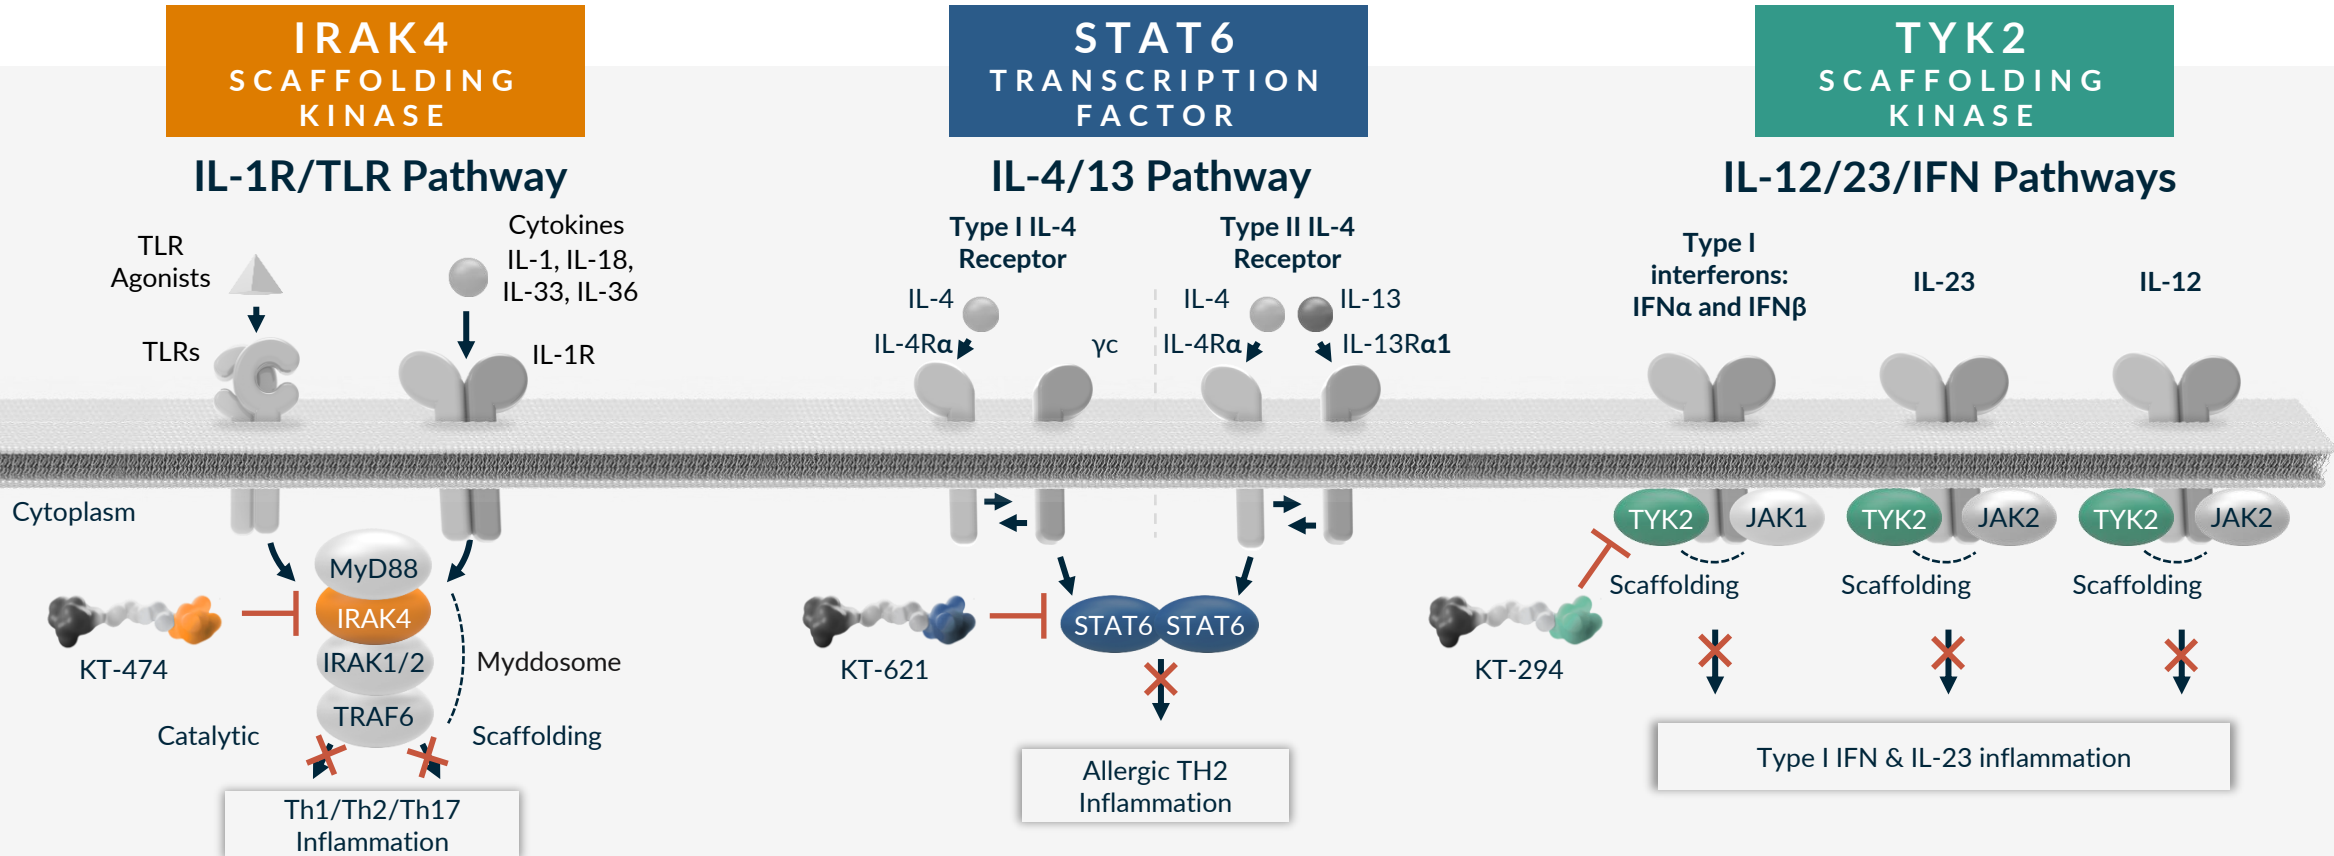 IRAK4
SCAFFOLDING
KINASE
IL-1R/TLR Pathway
TLR
Agonists
Cytokines
IL-1, IL-18,
IL-33, IL-36
TLRs
IL-1R
Cytoplasm
MyD88
IRAK4
IRAK1/2
TRAF6
KT-474
Myddosome
Catalytic
Scaffolding
Th1/Th2/Th17
Inflammation
STAT6
TRANSCRIPTION
FACTOR
IL-4/13 Pathway
Type I IL-4
Receptor
Type II IL-4
Receptor
IL-4
IL-4Rα
γc
IL-4
IL-13
IL-4Rα
IL-13Rα1
KT-621
STAT6
STAT6
Allergic TH2
Inflammation
TYK2
SCAFFOLDING
KINASE
IL-12/23/IFN Pathways
Type I
interferons:
IFNα and IFNβ
IL-23
IL-12
TYK2
JAK1
TYK2
JAK2
TYK2
JAK2
Scaffolding
Scaffolding
Scaffolding
KT-294
Type I IFN & IL-23 inflammation